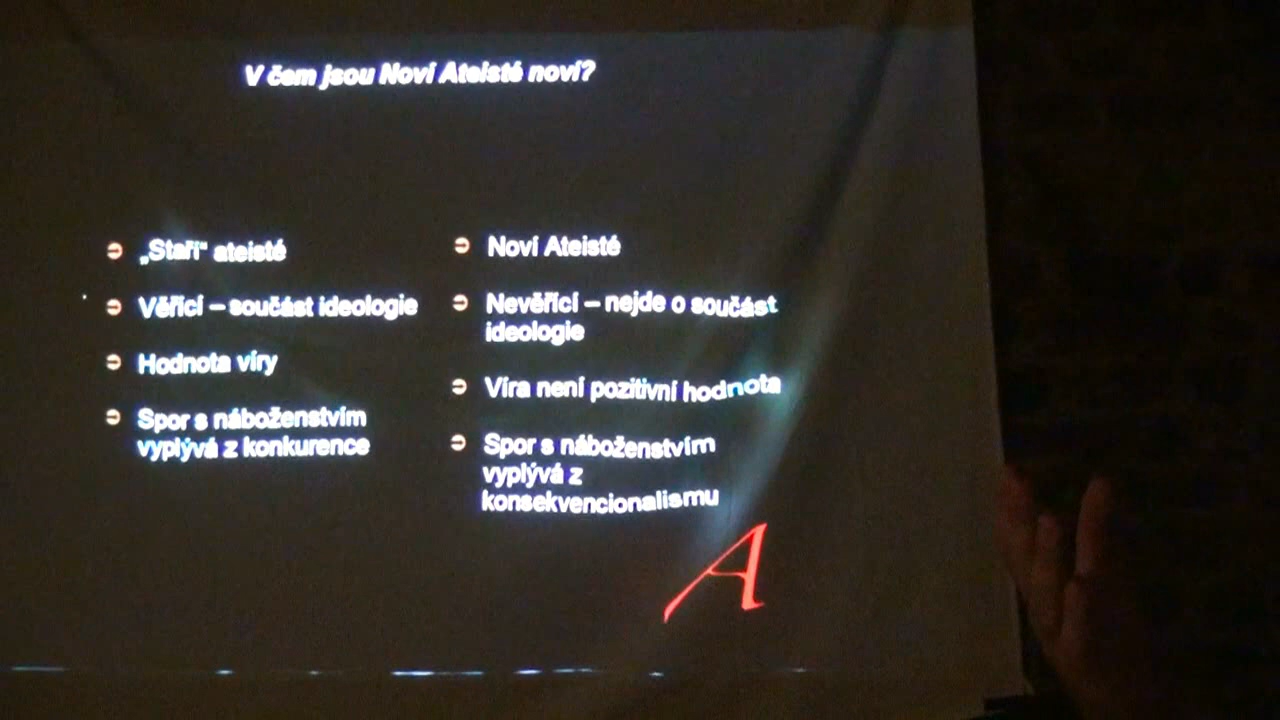 V čem jsou Noví Ateisté noví?
„Staří“ ateisté
Věřící – součást ideologie
Hodnota víry
Spor s náboženstvím
vyplývá z konkurence
Noví Ateisté
Nevěřící – nejde o součást
ideologie
Víra není pozitivní hodnota
Spor s náboženstvím
vyplývá z
konsekvencionalismu
A